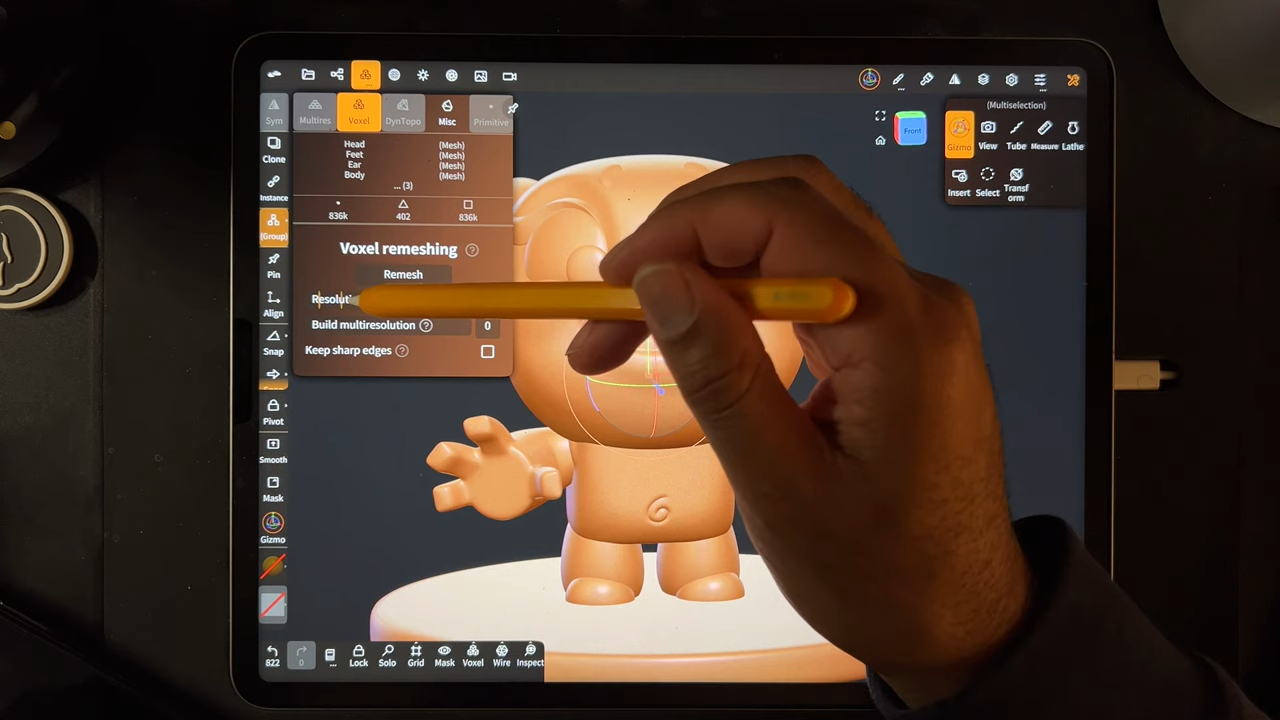 Sym
Multires
Voxel
DynTopo
Misc
Primitive
Clone
Instance
(Group)
Pin
Align
Snap
Pivot
Smooth
Mask
Gizmo
Head (Mesh)
Feet (Mesh)
Ear (Mesh)
Body (Mesh)
... (3)
836k 402 836k
Voxel remeshing ?
Remesh
Build multiresolution ? 0
Keep sharp edges ?
Front
(Multiselection)
Gizmo View Tube Measure Lathe
Insert Select Transf
orm
822 0 ... Lock Solo Grid Mask Voxel Wire Inspect